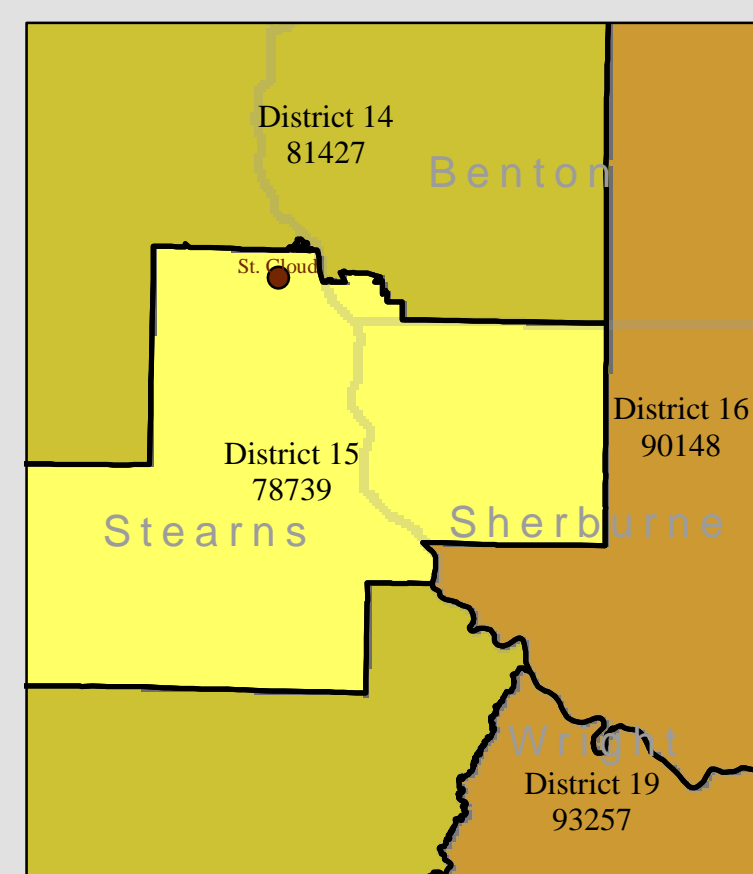 District 14
81427
Benton
St. Cloud
District 16
90148
District 15
78739
Stearns
Sherburne
Wright
District 19
93257